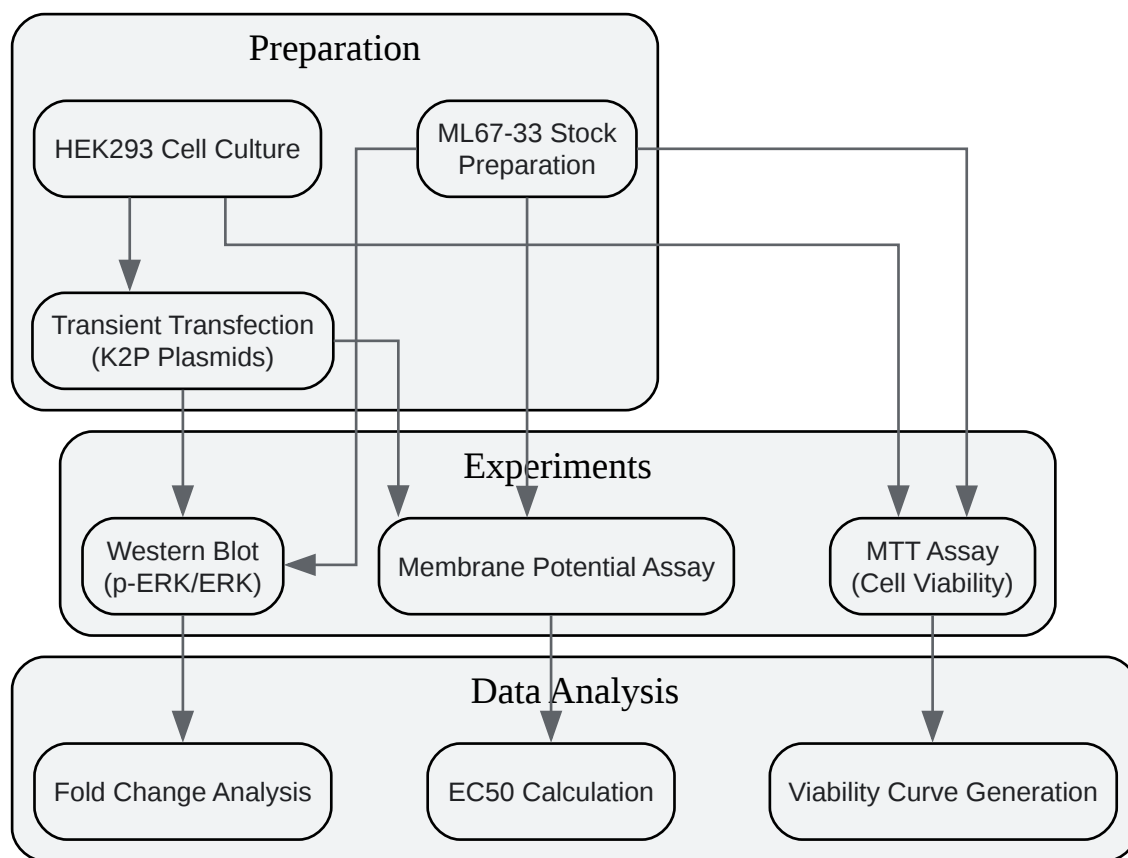 Preparation
HEK293 Cell Culture
ML67-33 Stock
Preparation
Transient Transfection
(K2P Plasmids)
Experiments
Western Blot
(p-ERK/ERK)
Membrane Potential Assay
MTT Assay
(Cell Viability)
Data Analysis
Fold Change Analysis
EC50 Calculation
Viability Curve Generation